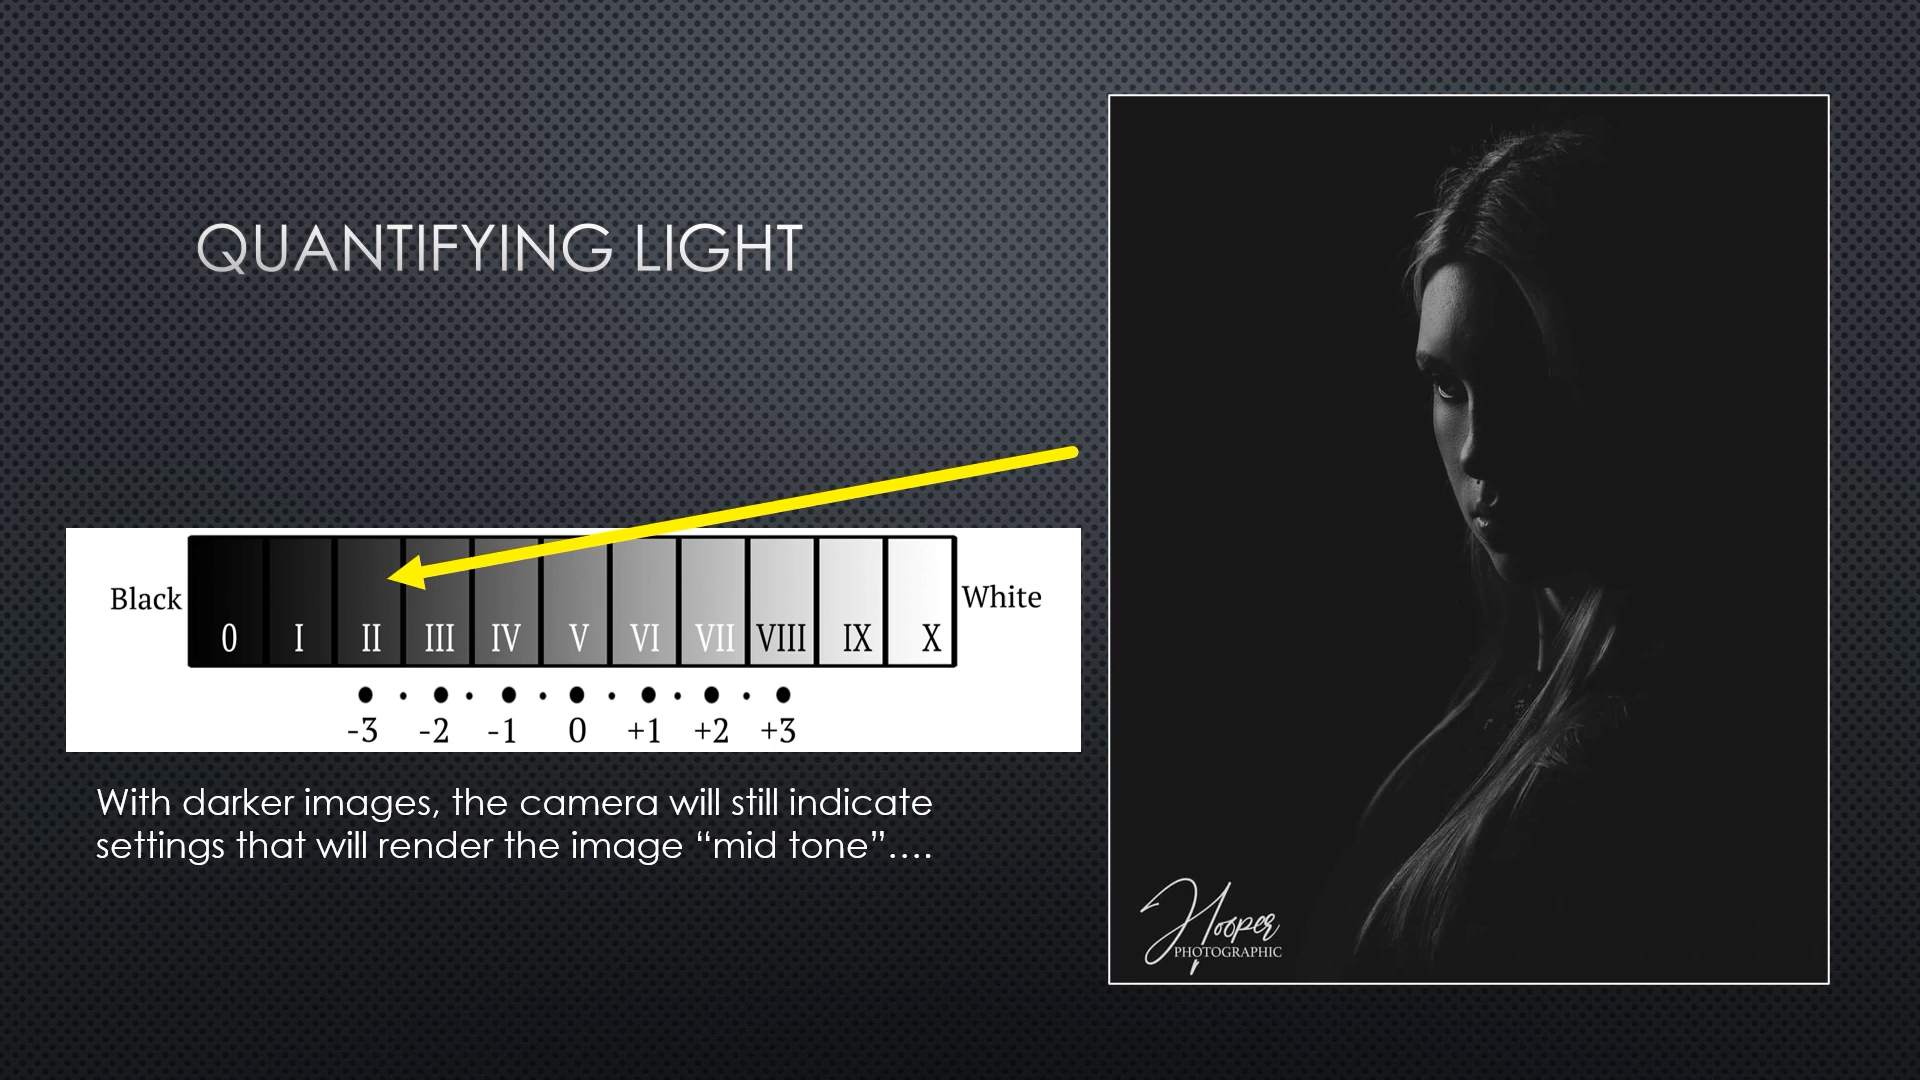 QUANTIFYING LIGHT
Black 0 I II III IV V VI VII VIII IX X White
-3 -2 -1 0 +1 +2 +3
With darker images, the camera will still indicate
settings that will render the image “mid tone”....
Hooper
PHOTOGRAPHIC